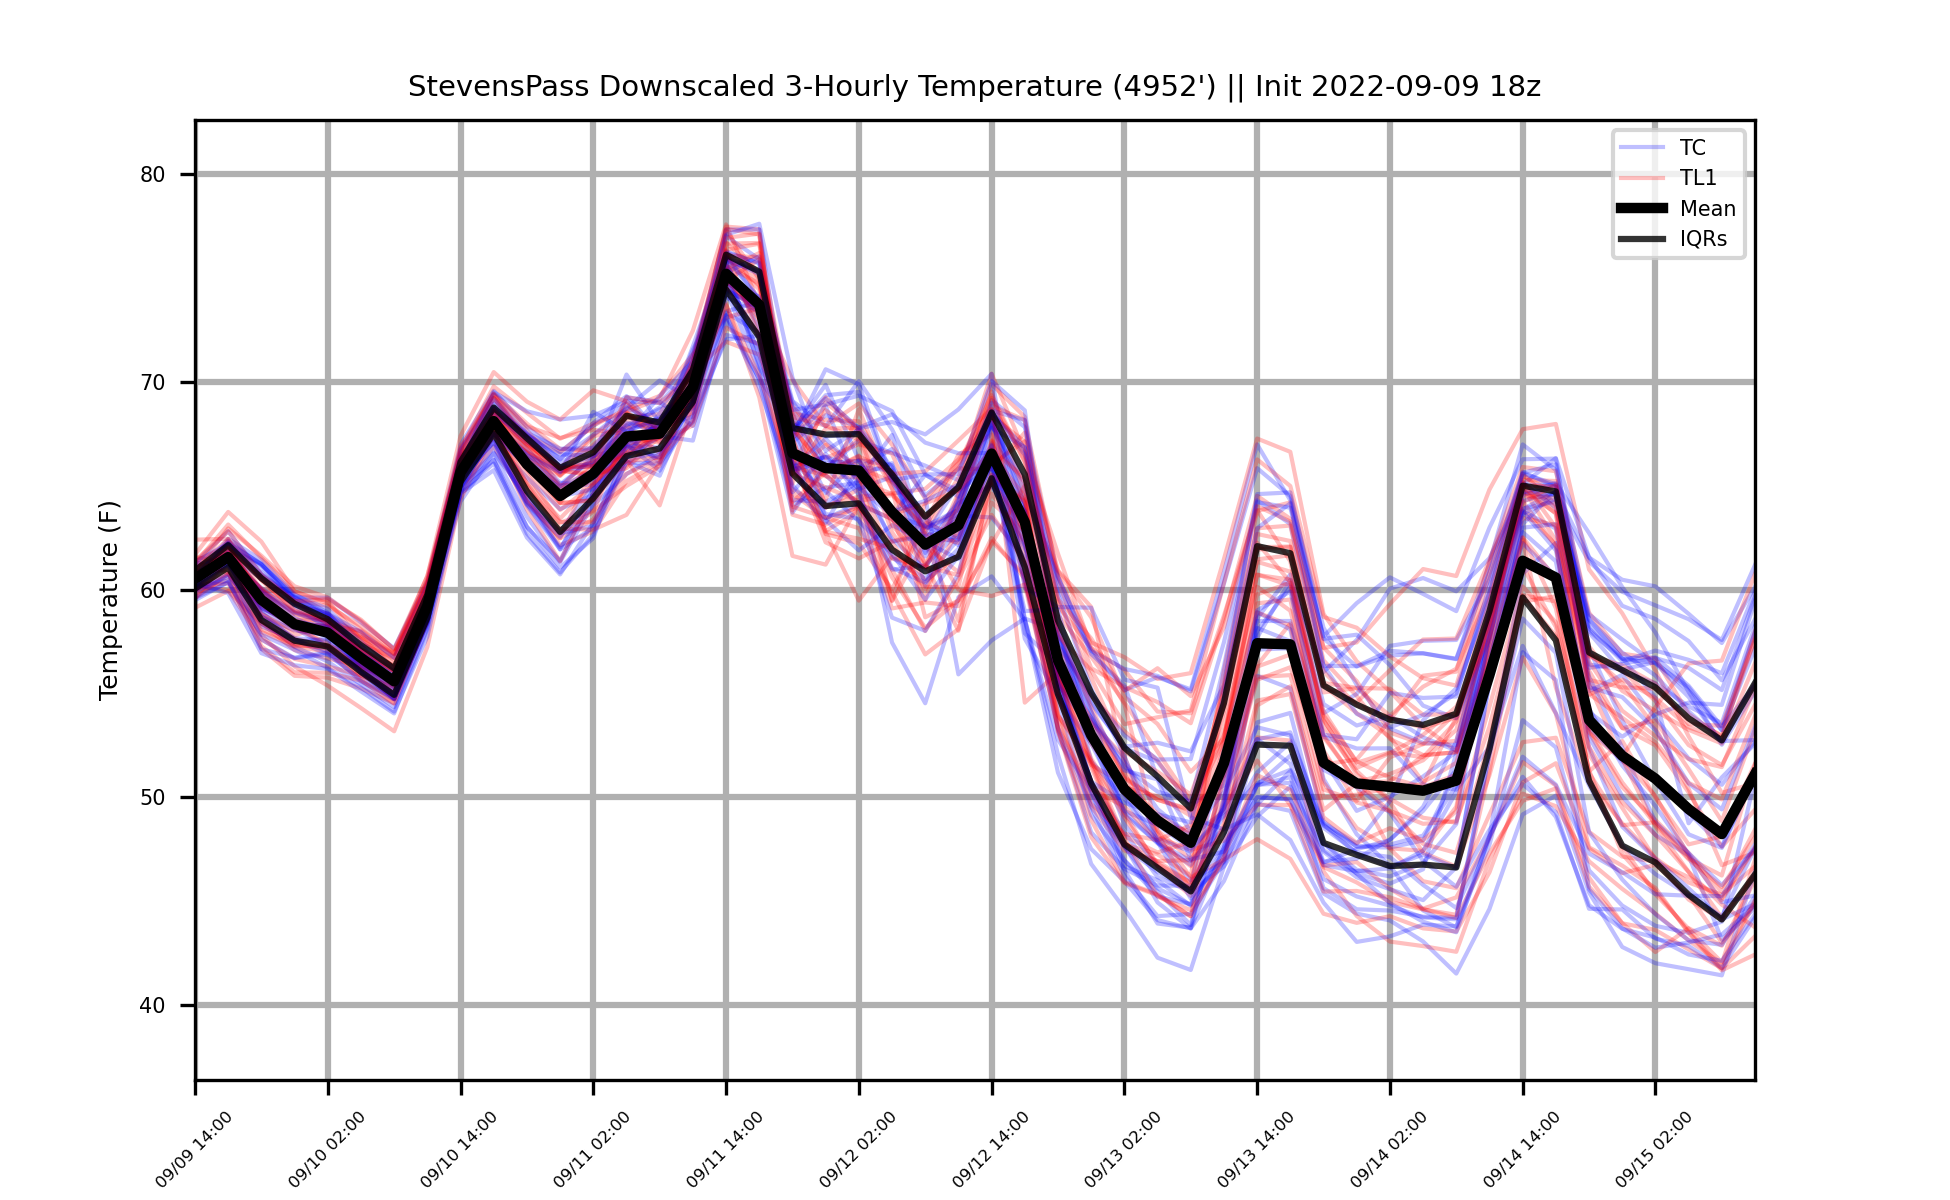 StevensPass Downscaled 3-Hourly Temperature (4952') || Init 2022-09-09 18z
TC
TL1
Mean
IQRs
Temperature (F)
80
70
60
50
40
09/09 14:00
09/10 02:00
09/10 14:00
09/11 02:00
09/11 14:00
09/12 02:00
09/12 14:00
09/13 02:00
09/13 14:00
09/14 02:00
09/14 14:00
09/15 02:00